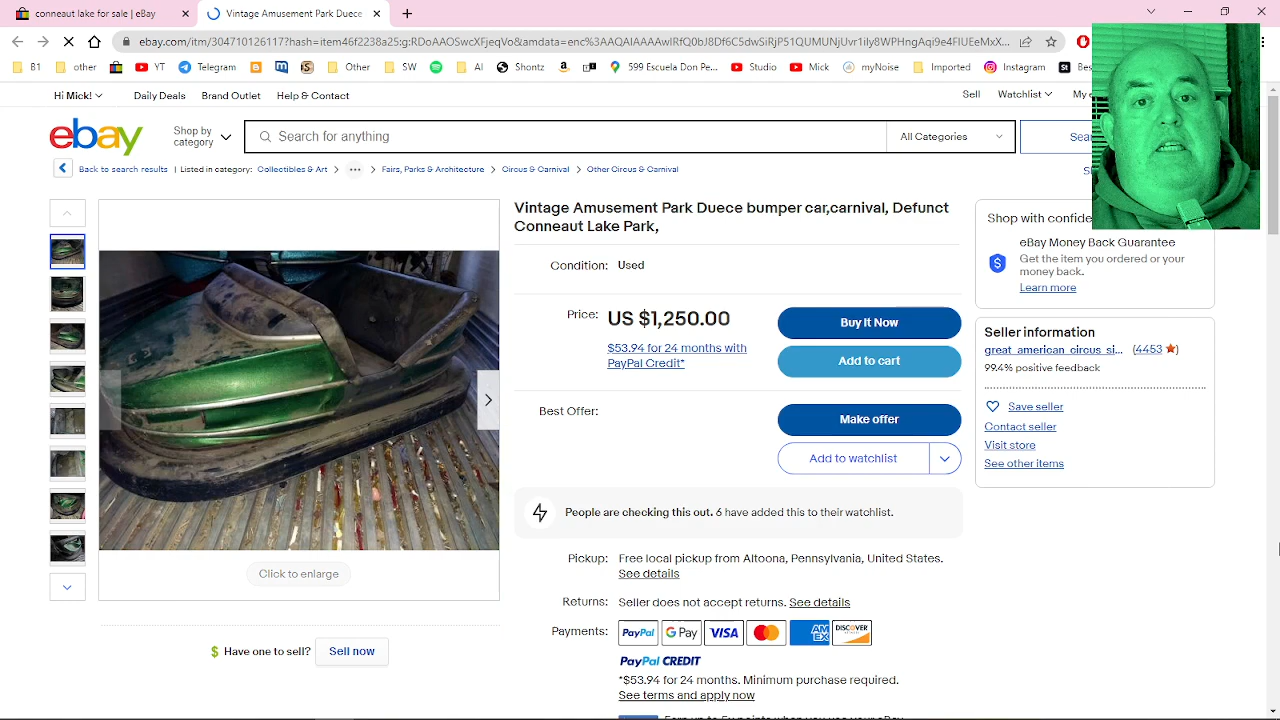 conneaut lake for sale | eBay
Vintage Amusement Park Duece
ebay.com/itm/304710126117?hash=item46f2238a25:g:RDoAAOSwcxVjeqVC&amdata=enc%3AAQAIAAAAwIRfQ0bJ8Df6C5dwSiRjP51QUMUNjUvr1ily8WPHngAqi9e4FIUEeMxX...
B1 other YT Telegram Blog M Other AI Qwantz 599 Escuela Don Pe... Studio Mick myNoise Imported Instagram Bes
Hi Mick! Daily Deals Brand Outlet Help & Contact Sell Watchlist My e
ebay
Shop by
category
Search for anything
All Categories
Sea
Back to search results | Listed in category: Collectibles & Art > ... > Fairs, Parks & Architecture > Circus & Carnival > Other Circus & Carnival
Vintage Amusement Park Duece bumper car,carnival, Defunct
Conneaut Lake Park,
Condition: Used
Price: US $1,250.00
$53.94 for 24 months with
PayPal Credit*
Buy It Now
Add to cart
Best Offer:
Make offer
Add to watchlist
People are checking this out. 6 have added this to their watchlist.
Pickup: Free local pickup from Altoona, Pennsylvania, United States.
See details
Returns: Seller does not accept returns. See details
Payments: PayPal G Pay VISA MasterCard AMEX DISCOVER
PayPal CREDIT
*$53.94 for 24 months. Minimum purchase required.
See terms and apply now
Shop with confide
eBay Money Back Guarantee
Get the item you ordered or your
money back.
Learn more
Seller information
great_american_circus_si... (4453)
99.4% positive feedback
Save seller
Contact seller
Visit store
See other items
Click to enlarge
$ Have one to sell? Sell now